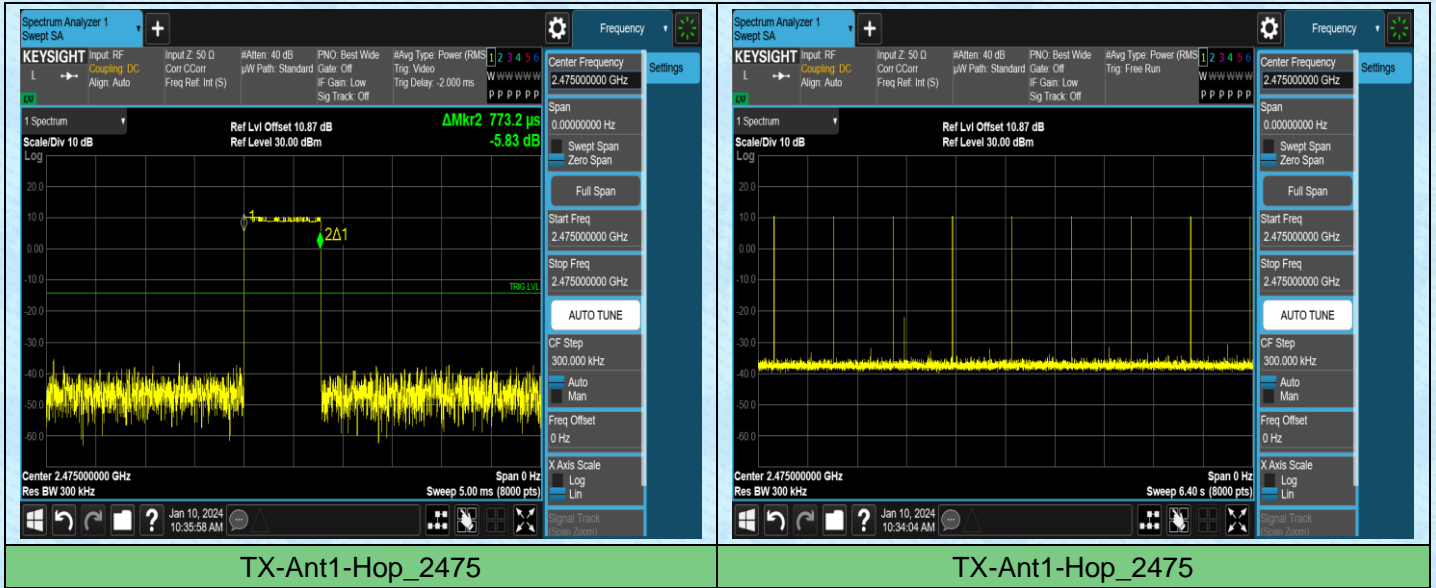 Spectrum Analyzer 1
Swept SA
Frequency
KEYSIGHT
L
Input: RF
Coupling: DC
Align: Auto
Input Z: 50 Ω
Corr CCorr
Freq Ref: Int (S)
#Atten: 40 dB
µW Path: Standard
PNO: Best Wide
Gate: Off
IF Gain: Low
Sig Track: Off
#Avg Type: Power (RMS
Trig: Video
Trig Delay: -2.000 ms
1 2 3 4 5 6
W W W W W W
P P P P P P
Center Frequency
2.475000000 GHz
Settings
Span
0.00000000 Hz
Swept Span
Zero Span
Full Span
Start Freq
2.475000000 GHz
Stop Freq
2.475000000 GHz
AUTO TUNE
CF Step
300.000 kHz
Auto
Man
Freq Offset
0 Hz
X Axis Scale
Log
Lin
Signal Track
(Span Zoom)
1 Spectrum
Scale/Div 10 dB
Log
Ref Lvl Offset 10.87 dB
Ref Level 30.00 dBm
ΔMkr2 773.2 µs
-5.83 dB
20.0
10.0
0.00
-10.0
-20.0
-30.0
-40.0
-50.0
-60.0
1
2Δ1
TRIG LVL
Center 2.475000000 GHz
Res BW 300 kHz
Span 0 Hz
Sweep 5.00 ms (8000 pts)
?
Jan 10, 2024
10:35:58 AM
TX-Ant1-Hop_2475
Spectrum Analyzer 1
Swept SA
Frequency
KEYSIGHT
L
Input: RF
Coupling: DC
Align: Auto
Input Z: 50 Ω
Corr CCorr
Freq Ref: Int (S)
#Atten: 40 dB
µW Path: Standard
PNO: Best Wide
Gate: Off
IF Gain: Low
Sig Track: Off
#Avg Type: Power (RMS
Trig: Free Run
1 2 3 4 5 6
W W W W W W
P P P P P P
Center Frequency
2.475000000 GHz
Settings
Span
0.00000000 Hz
Swept Span
Zero Span
Full Span
Start Freq
2.475000000 GHz
Stop Freq
2.475000000 GHz
AUTO TUNE
CF Step
300.000 kHz
Auto
Man
Freq Offset
0 Hz
X Axis Scale
Log
Lin
Signal Track
(Span Zoom)
1 Spectrum
Scale/Div 10 dB
Log
Ref Lvl Offset 10.87 dB
Ref Level 30.00 dBm
20.0
10.0
0.00
-10.0
-20.0
-30.0
-40.0
-50.0
-60.0
Center 2.475000000 GHz
Res BW 300 kHz
Span 0 Hz
Sweep 6.40 s (8000 pts)
?
Jan 10, 2024
10:34:04 AM
TX-Ant1-Hop_2475